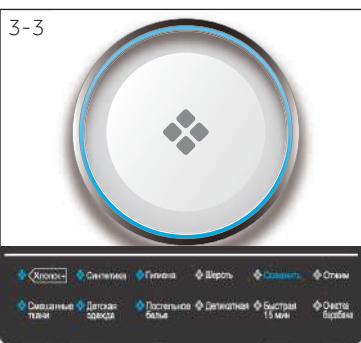 3-3
Хлопок+ Синтетика Гигиена Шерсть Освежить Отжим
Смешанные ткани Детская одежда Постельное белье Деликатная Быстрая 15 мин Очистка барабана